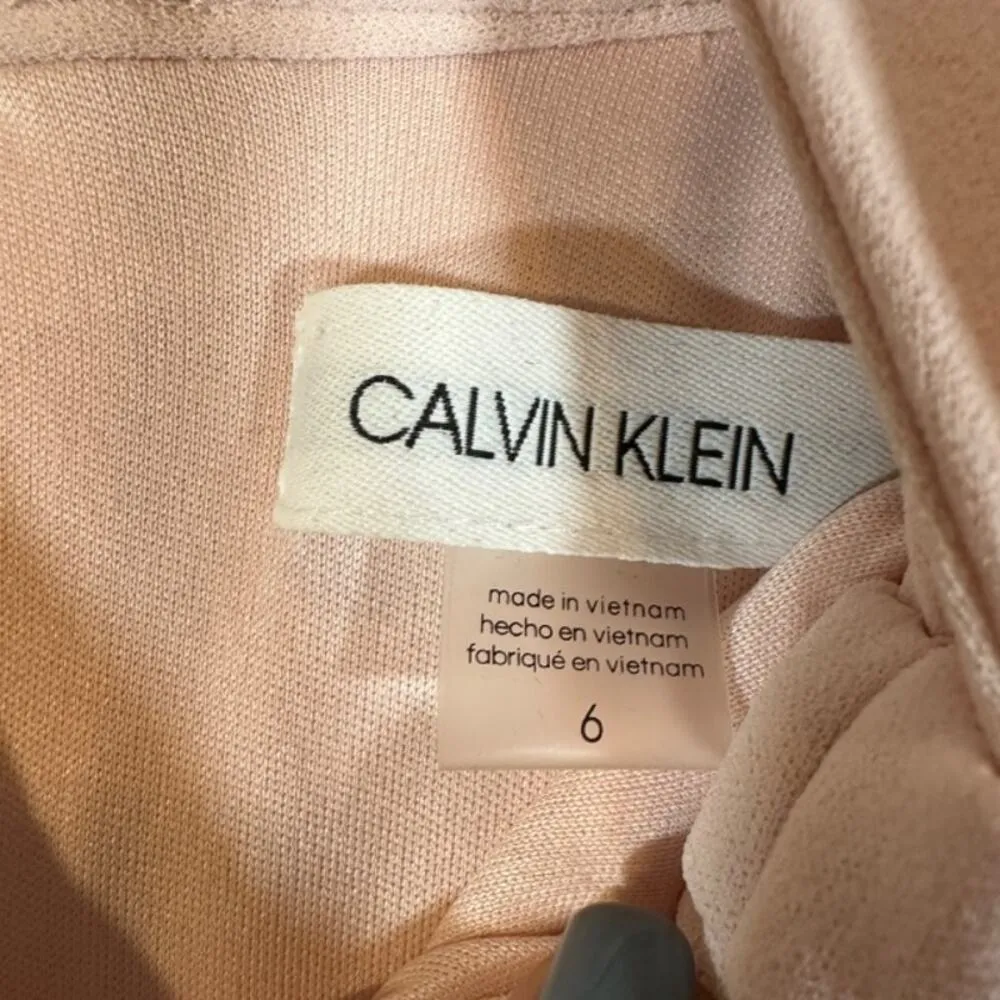 CALVIN KLEIN
made in vietnam
hecho en vietnam
fabriqué en vietnam
6